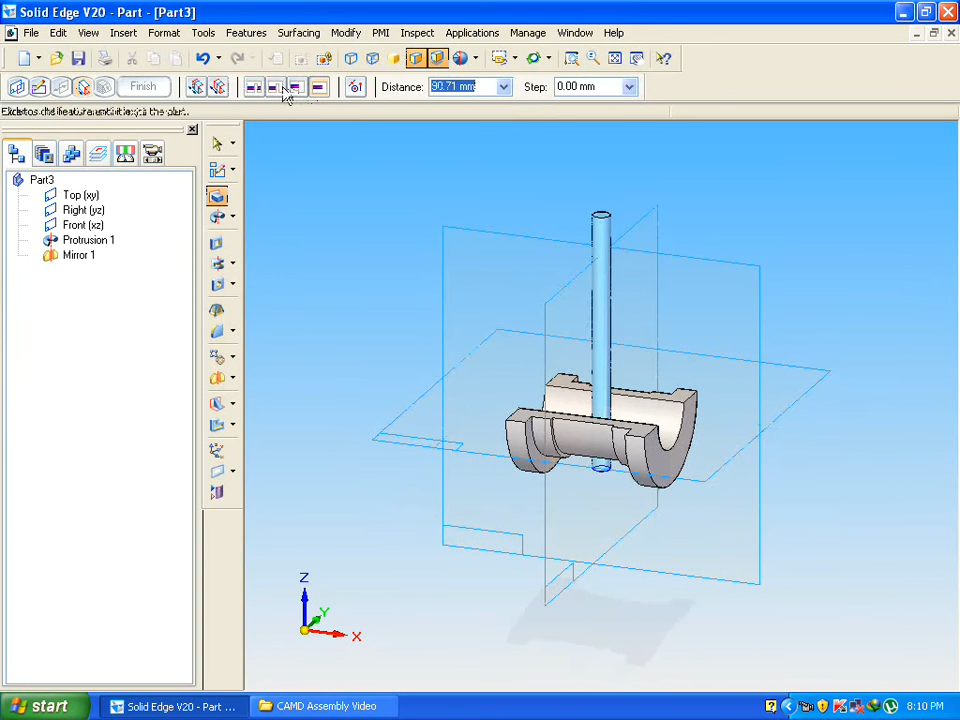 Solid Edge V20 - Part - [Part3]
File Edit View Insert Format Tools Features Surfacing Modify PMI Inspect Applications Manage Window Help
Finish Distance: 90.71 mm Step: 0.00 mm
Part3
Top (xy)
Right (yz)
Front (xz)
Protrusion 1
Mirror 1
Z
Y
X
start Solid Edge V20 - Part ... CAMD Assembly Video 8:10 PM